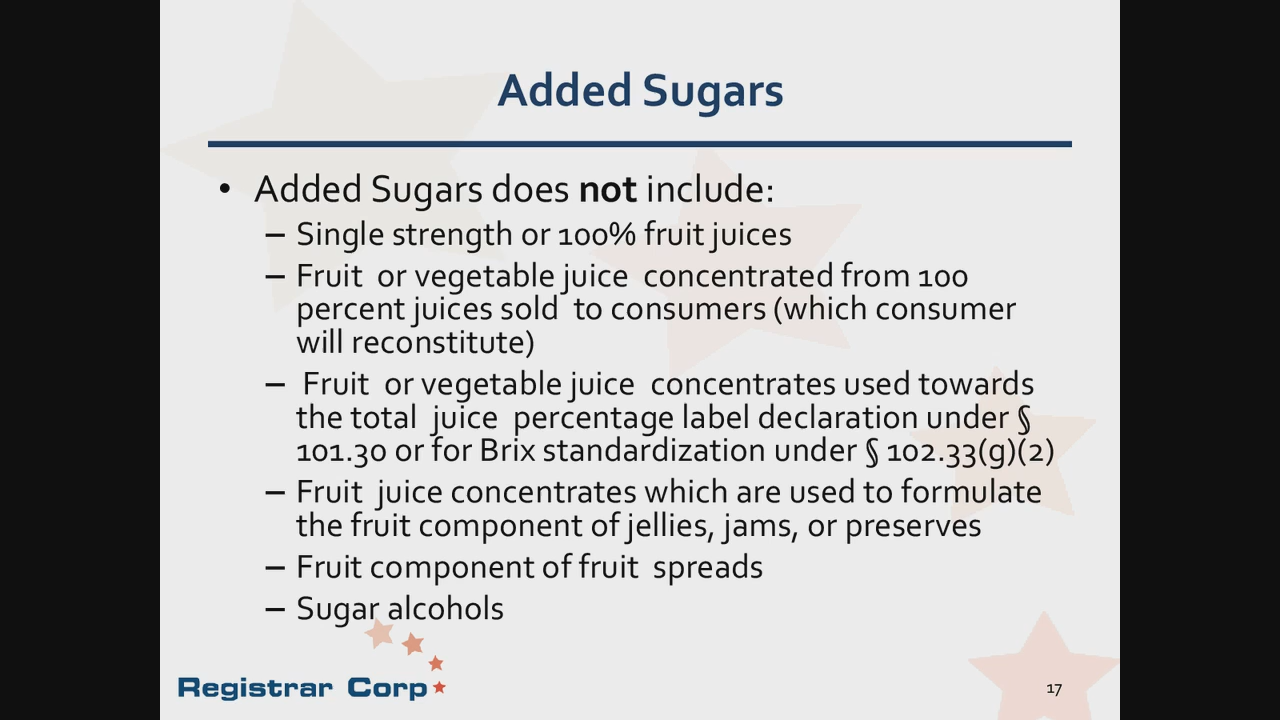 Added Sugars
• Added Sugars does not include:
– Single strength or 100% fruit juices
– Fruit or vegetable juice concentrated from 100
percent juices sold to consumers (which consumer
will reconstitute)
– Fruit or vegetable juice concentrates used towards
the total juice percentage label declaration under §
101.30 or for Brix standardization under § 102.33(g)(2)
– Fruit juice concentrates which are used to formulate
the fruit component of jellies, jams, or preserves
– Fruit component of fruit spreads
– Sugar alcohols
Registrar Corp
17